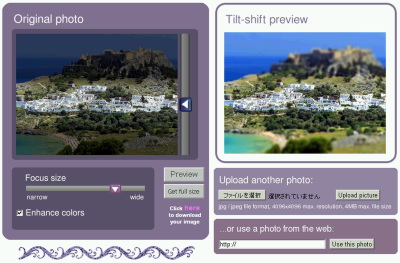 Original photo
Tilt-shift preview
Focus size
narrow
wide
Enhance colors
Preview
Get full size
Click here
to download
your image
Upload another photo:
ファイルを選択 選択されていません
Upload picture
jpg / jpeg file format, 4096x4096 max. resolution, 4MB max. file size
...or use a photo from the web:
http://
Use this photo